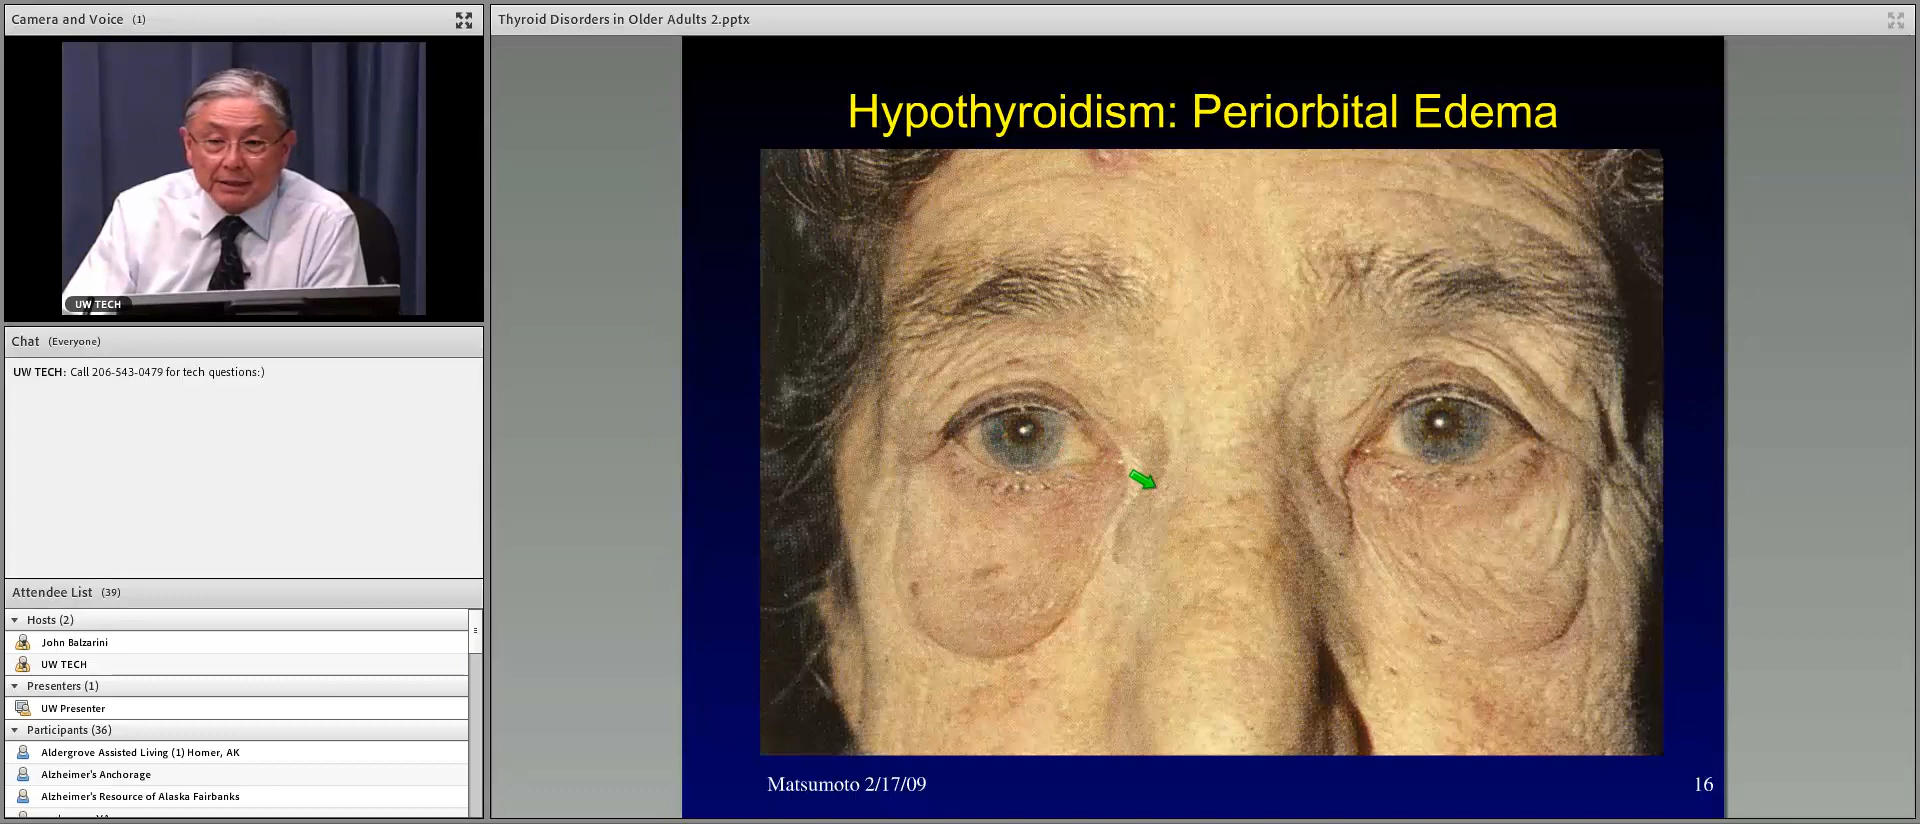 Camera and Voice (1)
UW TECH
Chat (Everyone)
UW TECH: Call 206-543-0479 for tech questions:)
Attendee List (39)
Hosts (2)
John Balzarini
UW TECH
Presenters (1)
UW Presenter
Participants (36)
Aldergrove Assisted Living (1) Homer, AK
Alzheimer's Anchorage
Alzheimer's Resource of Alaska Fairbanks
Thyroid Disorders in Older Adults 2.pptx
Hypothyroidism: Periorbital Edema
Matsumoto 2/17/09
16